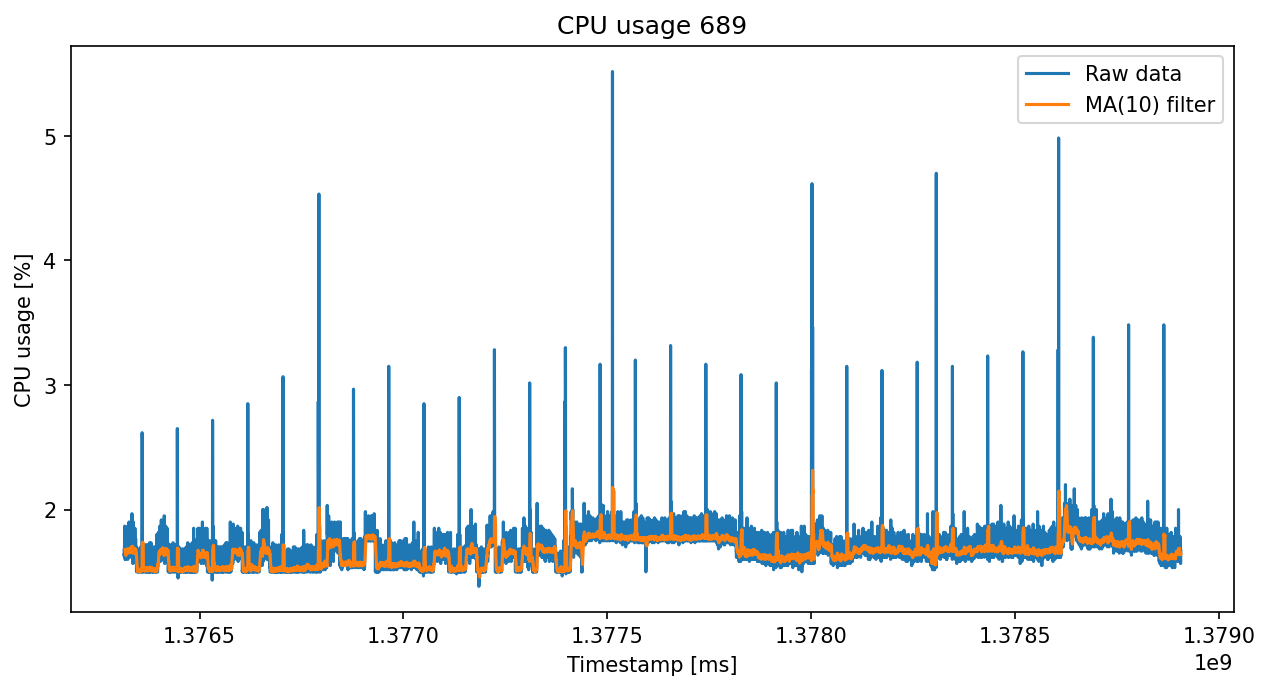 CPU usage 689
Raw data
MA(10) filter
CPU usage [%]
5
4
3
2
1.3765 1.3770 1.3775 1.3780 1.3785 1.3790
1e9
Timestamp [ms]